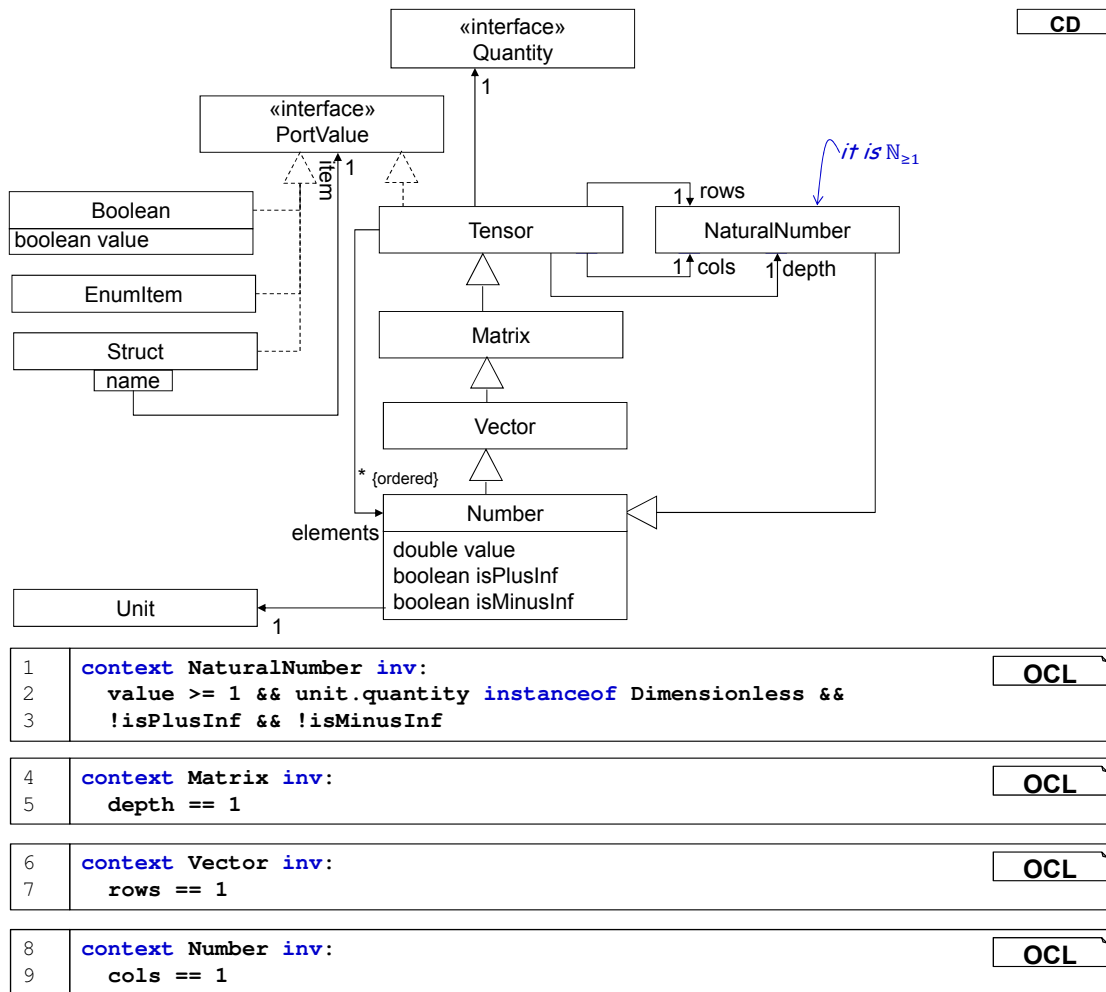 «interface»
Quantity
CD
1
«interface»
PortValue
item
1
it is ℕ≥1
Boolean
boolean value
1 rows
Tensor
NaturalNumber
1 cols
1 depth
EnumItem
Struct
name
Matrix
Vector
* {ordered}
elements
Number
double value
boolean isPlusInf
boolean isMinusInf
Unit
1
1 context NaturalNumber inv:
OCL
2 value >= 1 && unit.quantity instanceof Dimensionless &&
3 !isPlusInf && !isMinusInf
4 context Matrix inv:
OCL
5 depth == 1
6 context Vector inv:
OCL
7 rows == 1
8 context Number inv:
OCL
9 cols == 1